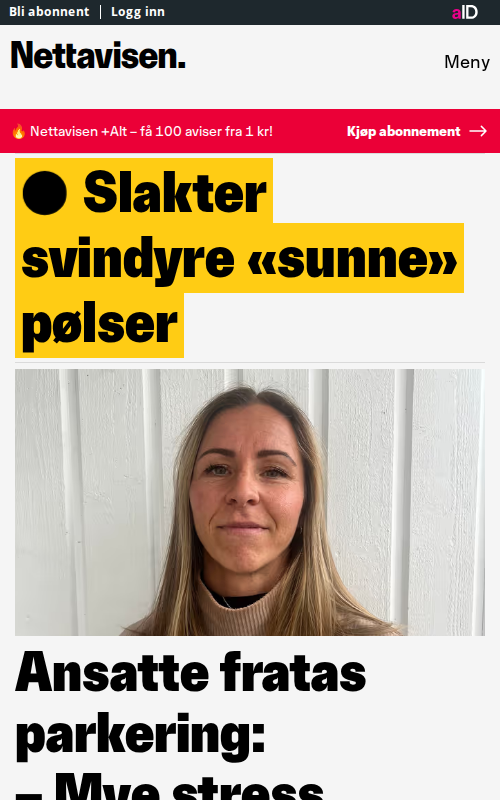 Bli abonnent | Logg inn aID
Nettavisen.
Meny
🔥 Nettavisen +Alt – få 100 aviser fra 1 kr! Kjøp abonnement →
● Slakter
svindyre «sunne»
pølser
Ansatte fratas
parkering:
– Mye stress